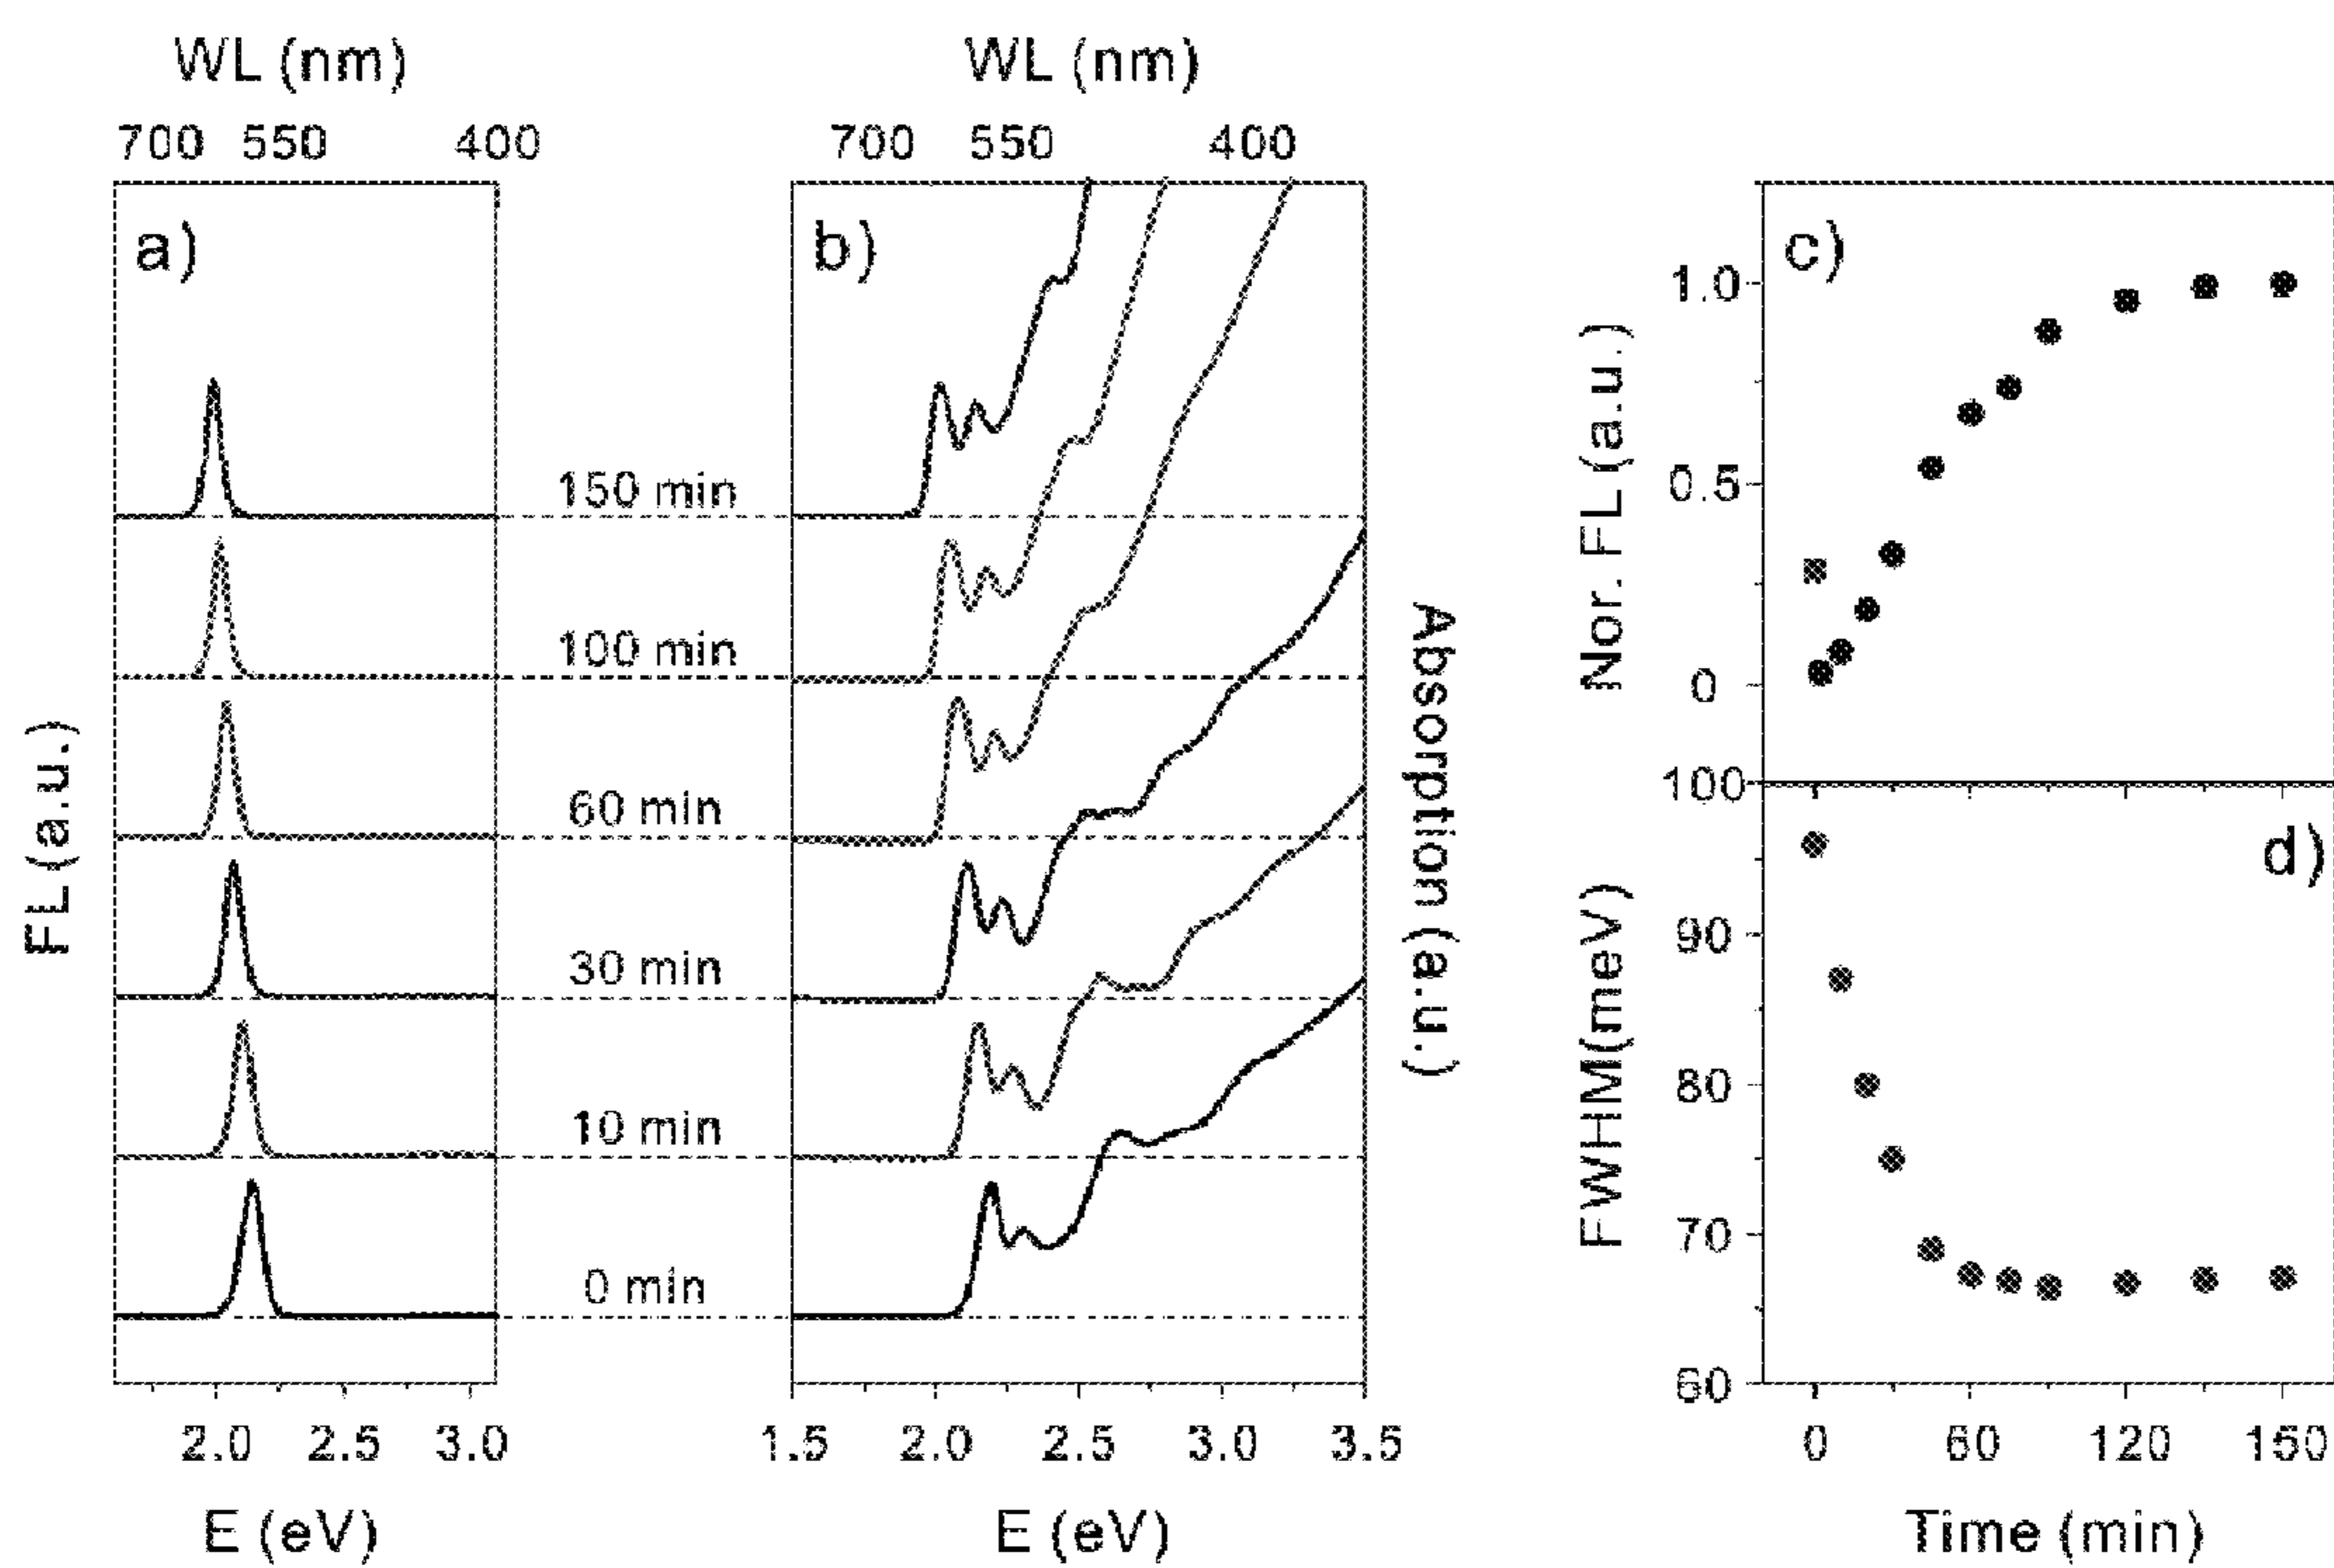 WL (nm)
700 550 400
a)
FL(a.u.)
2.0 2.5 3.0
E (eV)
150 min
100 min
60 min
30 min
10 min
0 min
WL (nm)
700 550 400
b)
Absorption (a.u.)
1.5 2.0 2.5 3.0 3.5
E (eV)
c)
Nor. FL(a.u.)
1.0
0.5
0
d)
FWHM(meV)
100
90
80
70
60
0 60 120 150
Time (min)